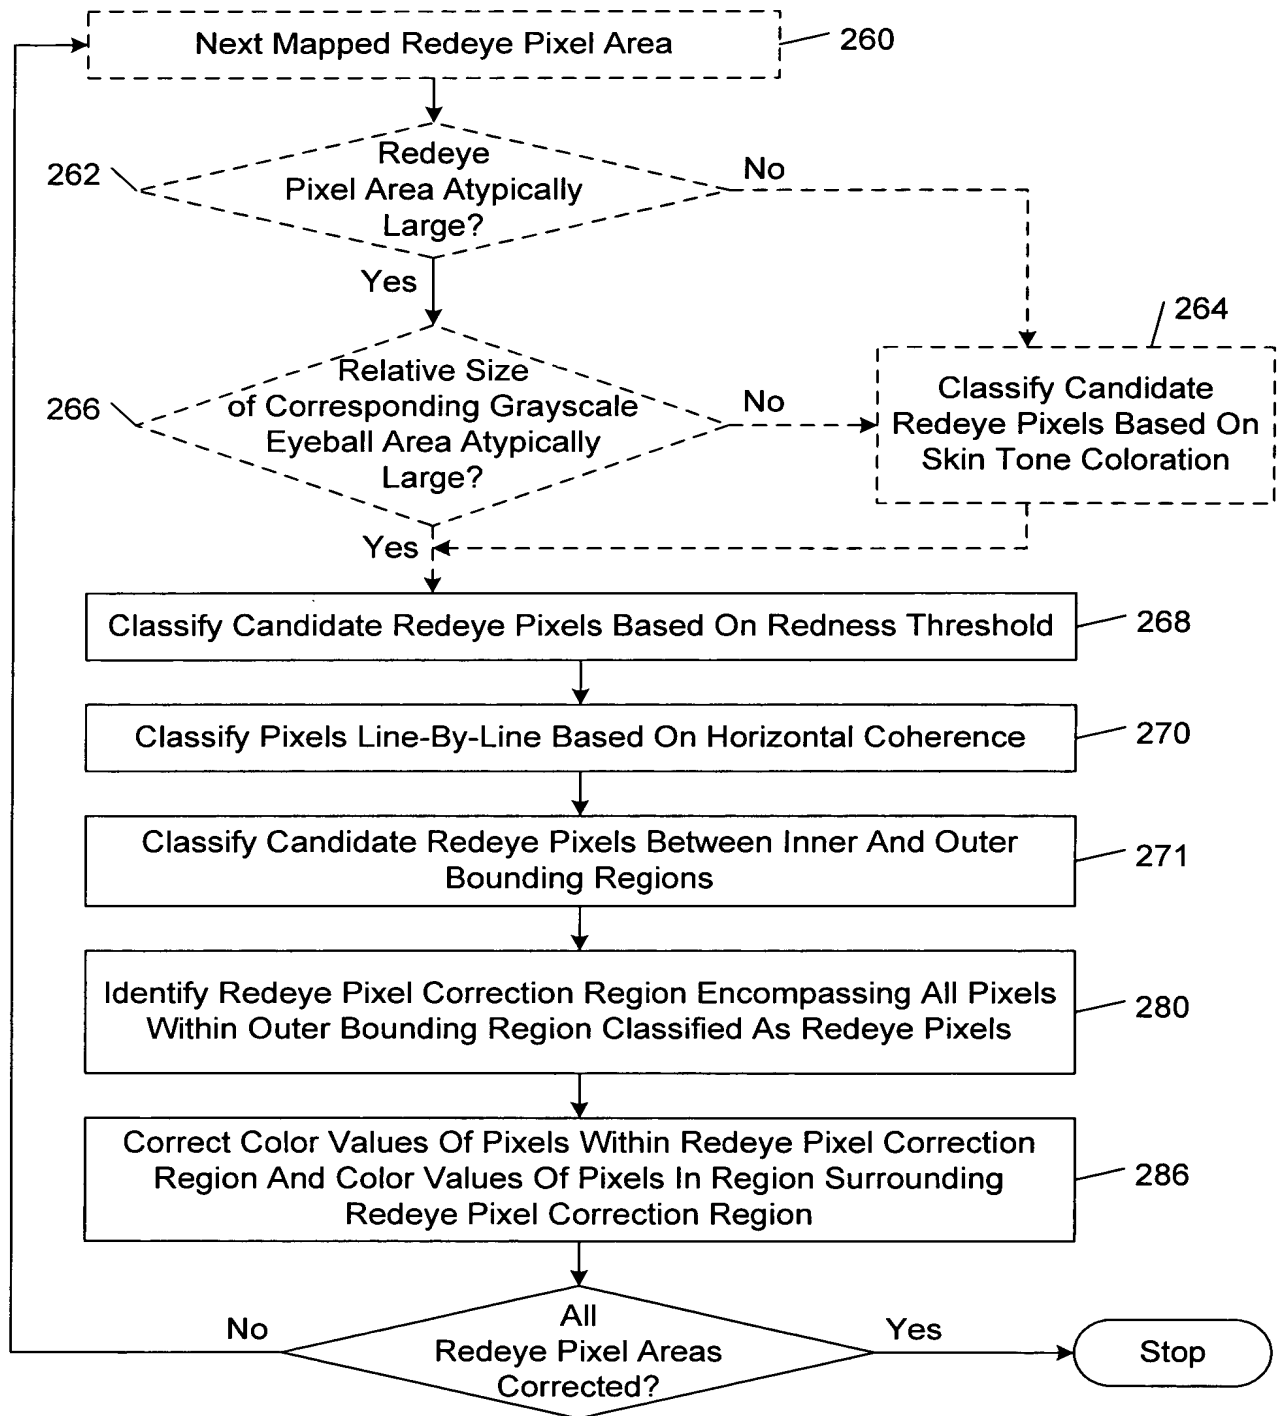 Next Mapped Redeye Pixel Area
260
Redeye
Pixel Area Atypically
Large?
262
No
Yes
264
Relative Size
of Corresponding Grayscale
Eyeball Area Atypically
Large?
266
No
Classify Candidate
Redeye Pixels Based On
Skin Tone Coloration
Yes
Classify Candidate Redeye Pixels Based On Redness Threshold
268
Classify Pixels Line-By-Line Based On Horizontal Coherence
270
Classify Candidate Redeye Pixels Between Inner And Outer
Bounding Regions
271
Identify Redeye Pixel Correction Region Encompassing All Pixels
Within Outer Bounding Region Classified As Redeye Pixels
280
Correct Color Values Of Pixels Within Redeye Pixel Correction
Region And Color Values Of Pixels In Region Surrounding
Redeye Pixel Correction Region
286
No
All
Redeye Pixel Areas
Corrected?
Yes
Stop